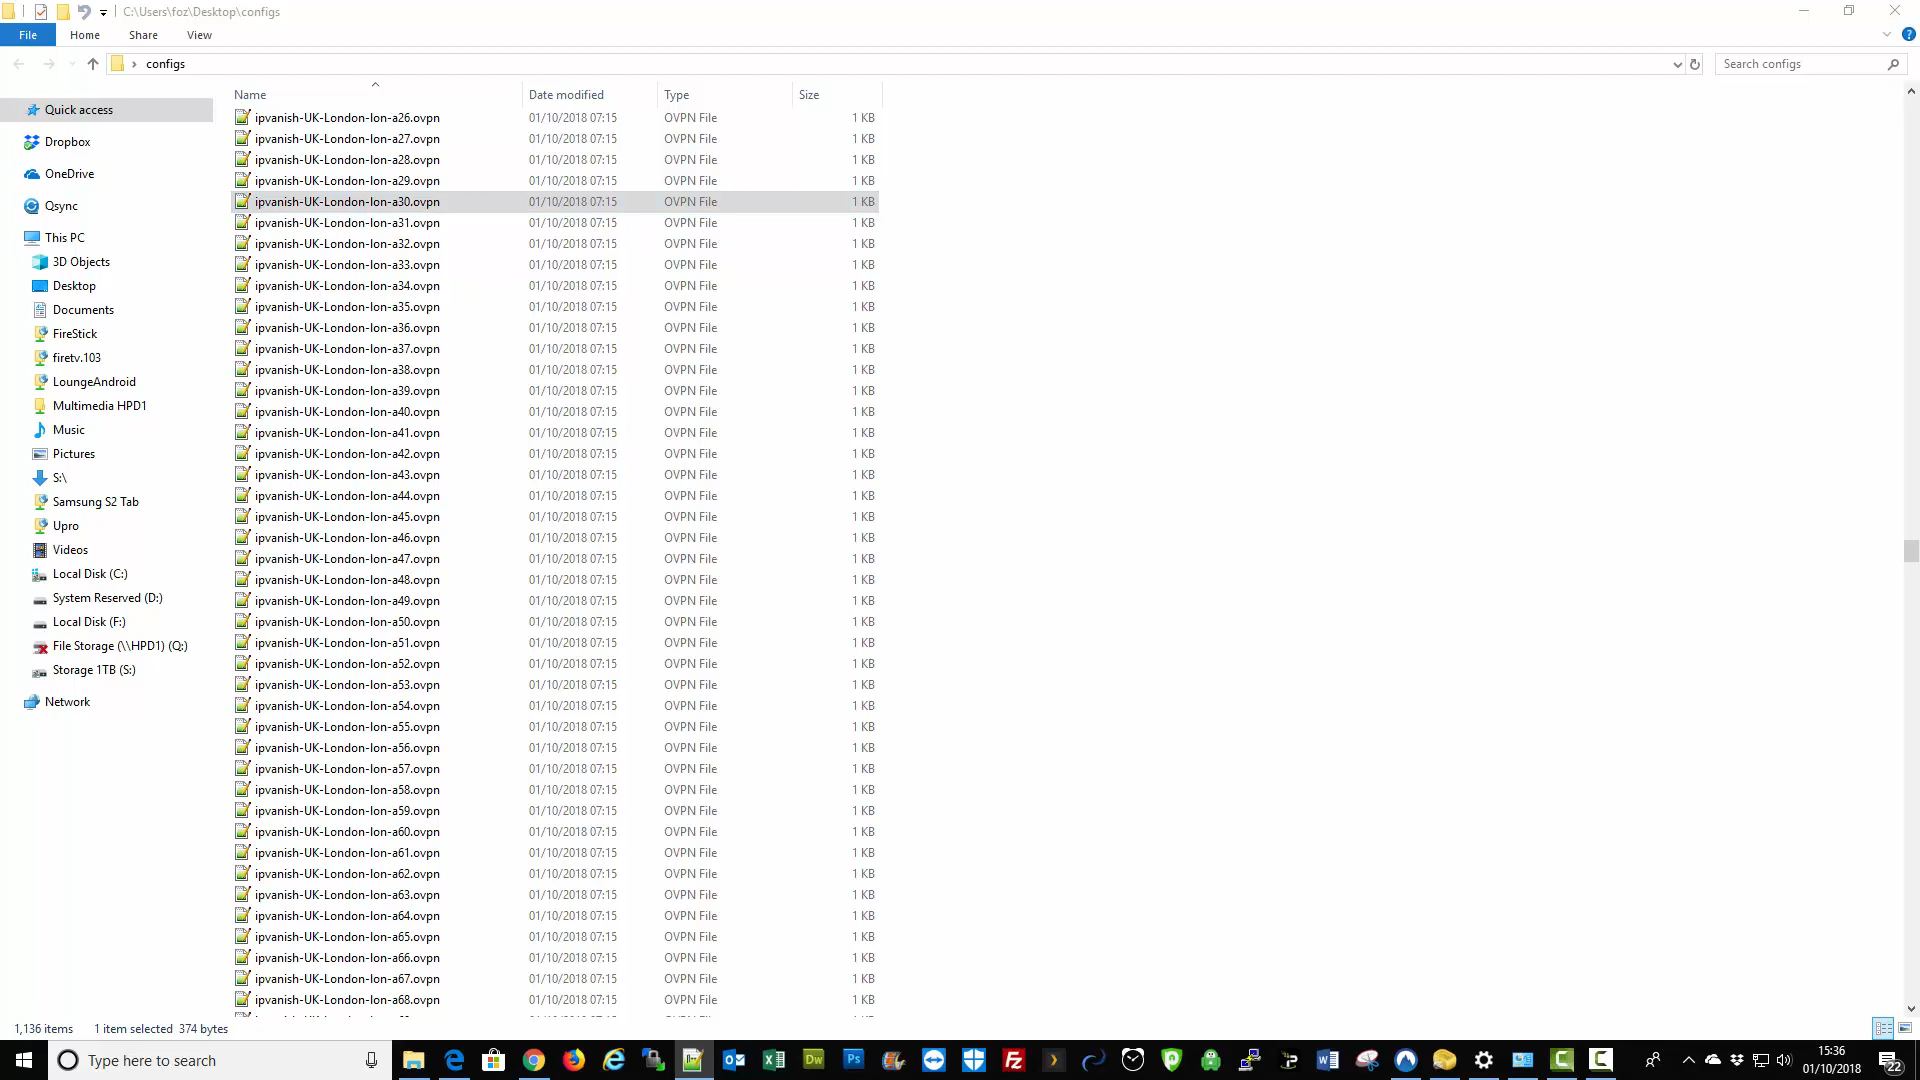 C:\Users\foz\Desktop\configs
File Home Share View
configs
Search configs
Name Date modified Type Size
Quick access
Dropbox
OneDrive
Qsync
This PC
3D Objects
Desktop
Documents
FireStick
firetv.103
LoungeAndroid
Multimedia HPD1
Music
Pictures
S:\
Samsung S2 Tab
Upro
Videos
Local Disk (C:)
System Reserved (D:)
Local Disk (F:)
File Storage (\\HPD1) (Q:)
Storage 1TB (S:)
Network
ipvanish-UK-London-lon-a26.ovpn 01/10/2018 07:15 OVPN File 1 KB
ipvanish-UK-London-lon-a27.ovpn 01/10/2018 07:15 OVPN File 1 KB
ipvanish-UK-London-lon-a28.ovpn 01/10/2018 07:15 OVPN File 1 KB
ipvanish-UK-London-lon-a29.ovpn 01/10/2018 07:15 OVPN File 1 KB
ipvanish-UK-London-lon-a30.ovpn 01/10/2018 07:15 OVPN File 1 KB
ipvanish-UK-London-lon-a31.ovpn 01/10/2018 07:15 OVPN File 1 KB
ipvanish-UK-London-lon-a32.ovpn 01/10/2018 07:15 OVPN File 1 KB
ipvanish-UK-London-lon-a33.ovpn 01/10/2018 07:15 OVPN File 1 KB
ipvanish-UK-London-lon-a34.ovpn 01/10/2018 07:15 OVPN File 1 KB
ipvanish-UK-London-lon-a35.ovpn 01/10/2018 07:15 OVPN File 1 KB
ipvanish-UK-London-lon-a36.ovpn 01/10/2018 07:15 OVPN File 1 KB
ipvanish-UK-London-lon-a37.ovpn 01/10/2018 07:15 OVPN File 1 KB
ipvanish-UK-London-lon-a38.ovpn 01/10/2018 07:15 OVPN File 1 KB
ipvanish-UK-London-lon-a39.ovpn 01/10/2018 07:15 OVPN File 1 KB
ipvanish-UK-London-lon-a40.ovpn 01/10/2018 07:15 OVPN File 1 KB
ipvanish-UK-London-lon-a41.ovpn 01/10/2018 07:15 OVPN File 1 KB
ipvanish-UK-London-lon-a42.ovpn 01/10/2018 07:15 OVPN File 1 KB
ipvanish-UK-London-lon-a43.ovpn 01/10/2018 07:15 OVPN File 1 KB
ipvanish-UK-London-lon-a44.ovpn 01/10/2018 07:15 OVPN File 1 KB
ipvanish-UK-London-lon-a45.ovpn 01/10/2018 07:15 OVPN File 1 KB
ipvanish-UK-London-lon-a46.ovpn 01/10/2018 07:15 OVPN File 1 KB
ipvanish-UK-London-lon-a47.ovpn 01/10/2018 07:15 OVPN File 1 KB
ipvanish-UK-London-lon-a48.ovpn 01/10/2018 07:15 OVPN File 1 KB
ipvanish-UK-London-lon-a49.ovpn 01/10/2018 07:15 OVPN File 1 KB
ipvanish-UK-London-lon-a50.ovpn 01/10/2018 07:15 OVPN File 1 KB
ipvanish-UK-London-lon-a51.ovpn 01/10/2018 07:15 OVPN File 1 KB
ipvanish-UK-London-lon-a52.ovpn 01/10/2018 07:15 OVPN File 1 KB
ipvanish-UK-London-lon-a53.ovpn 01/10/2018 07:15 OVPN File 1 KB
ipvanish-UK-London-lon-a54.ovpn 01/10/2018 07:15 OVPN File 1 KB
ipvanish-UK-London-lon-a55.ovpn 01/10/2018 07:15 OVPN File 1 KB
ipvanish-UK-London-lon-a56.ovpn 01/10/2018 07:15 OVPN File 1 KB
ipvanish-UK-London-lon-a57.ovpn 01/10/2018 07:15 OVPN File 1 KB
ipvanish-UK-London-lon-a58.ovpn 01/10/2018 07:15 OVPN File 1 KB
ipvanish-UK-London-lon-a59.ovpn 01/10/2018 07:15 OVPN File 1 KB
ipvanish-UK-London-lon-a60.ovpn 01/10/2018 07:15 OVPN File 1 KB
ipvanish-UK-London-lon-a61.ovpn 01/10/2018 07:15 OVPN File 1 KB
ipvanish-UK-London-lon-a62.ovpn 01/10/2018 07:15 OVPN File 1 KB
ipvanish-UK-London-lon-a63.ovpn 01/10/2018 07:15 OVPN File 1 KB
ipvanish-UK-London-lon-a64.ovpn 01/10/2018 07:15 OVPN File 1 KB
ipvanish-UK-London-lon-a65.ovpn 01/10/2018 07:15 OVPN File 1 KB
ipvanish-UK-London-lon-a66.ovpn 01/10/2018 07:15 OVPN File 1 KB
ipvanish-UK-London-lon-a67.ovpn 01/10/2018 07:15 OVPN File 1 KB
ipvanish-UK-London-lon-a68.ovpn 01/10/2018 07:15 OVPN File 1 KB
1,136 items 1 item selected 374 bytes
Type here to search
15:36
01/10/2018
22